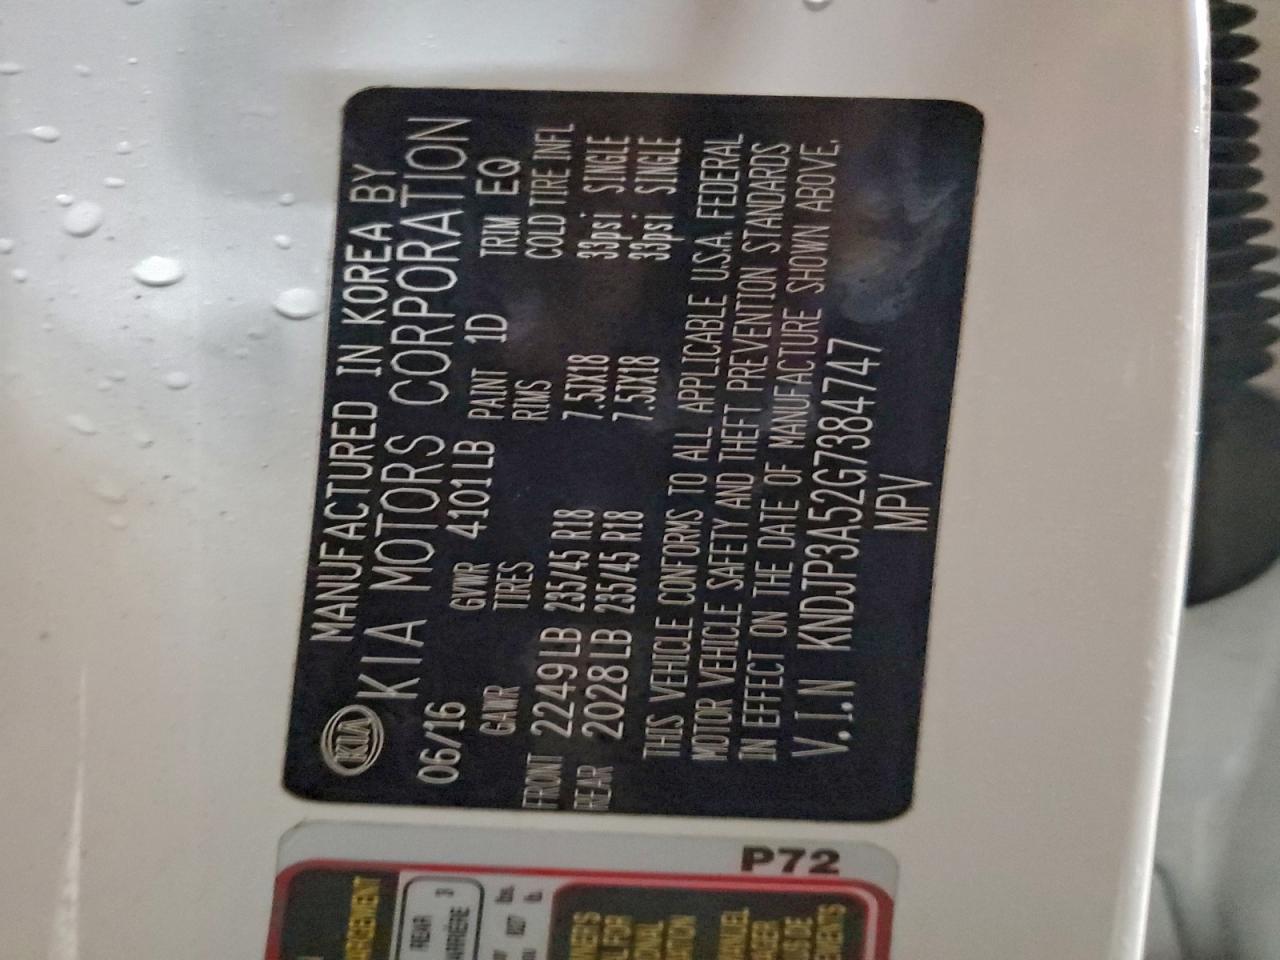 MANUFACTURED IN KOREA BY
KIA KIA MOTORS CORPORATION
06/16 GVWR 4101LB PAINT 1D TRIM EQ
GAWR TIRES RIMS COLD TIRE INFL
FRONT 2249LB 235/45 R18 7.5JX18 33psi SINGLE
REAR 2028LB 235/45 R18 7.5JX18 33psi SINGLE
THIS VEHICLE CONFORMS TO ALL APPLICABLE U.S.A. FEDERAL
MOTOR VEHICLE SAFETY AND THEFT PREVENTION STANDARDS
IN EFFECT ON THE DATE OF MANUFACTURE SHOWN ABOVE.
V.I.N KNDJP3A52G7384747
MPV
REAR 3
P72